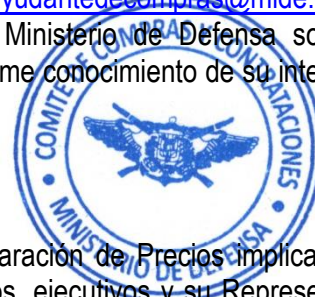 yudantedecompras@mide.
Ministerio de Defensa so
me conocimiento de su inte
COMITÉ DE COMPRAS Y CONTRATACIONES
MINISTERIO DE DEFENSA
aración de Precios implica
os, ejecutivos y su Represe